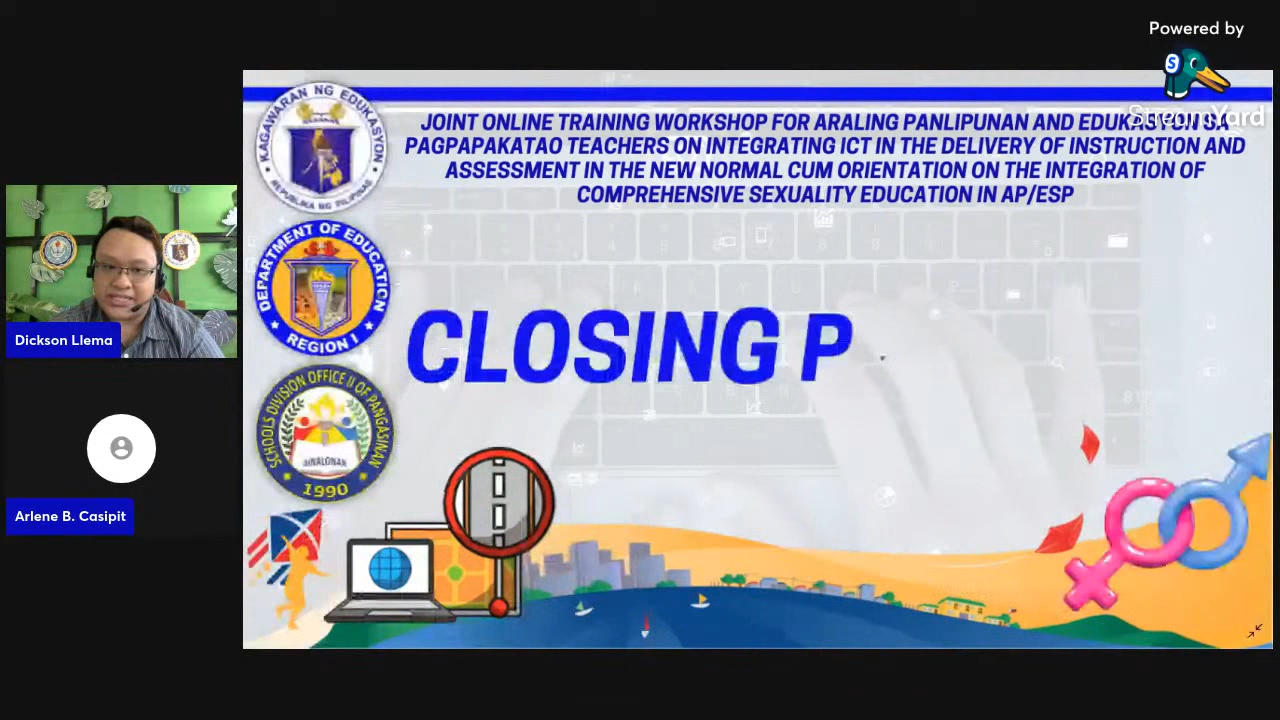 Powered by
StreamYard
JOINT ONLINE TRAINING WORKSHOP FOR ARALING PANLIPUNAN AND EDUKASYON SA
PAGPAPAKATAO TEACHERS ON INTEGRATING ICT IN THE DELIVERY OF INSTRUCTION AND
ASSESSMENT IN THE NEW NORMAL CUM ORIENTATION ON THE INTEGRATION OF
COMPREHENSIVE SEXUALITY EDUCATION IN AP/ESP
KAGAWARAN NG EDUKASYON
REPUBLIKA NG PILIPINAS
DEPARTMENT OF EDUCATION
REGION I
CLOSING P
SCHOOLS DIVISION OFFICE II OF PANGASINAN
BINALONAN
1990
Dickson Llema
Arlene B. Casipit